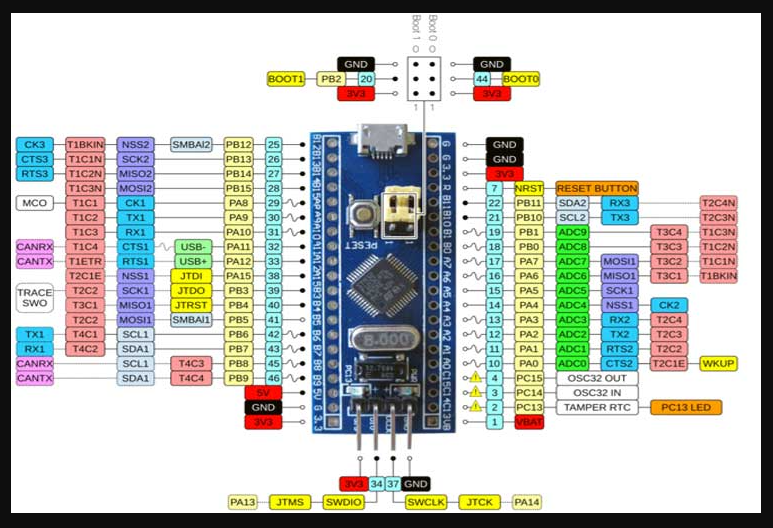 Boot 1 Boot 0
GND GND
BOOT1 PB2 20 44 BOOT0
3V3 3V3
1 1
CK3 T1BKIN NSS2 SMBAI2 PB12 25 GND
CTS3 T1C1N SCK2 PB13 26 GND
RTS3 T1C2N MISO2 PB14 27 3V3
T1C3N MOSI2 PB15 28 7 NRST RESET BUTTON
MCO T1C1 CK1 PA8 29 22 PB11 SDA2 RX3 T2C4N
T1C2 TX1 PA9 30 21 PB10 SCL2 TX3 T2C3N
T1C3 RX1 PA10 31 19 PB1 ADC9 T3C4 T1C3N
CANRX T1C4 CTS1 USB- PA11 32 18 PB0 ADC8 T3C3 T1C2N
CANTX T1ETR RTS1 USB+ PA12 33 17 PA7 ADC7 MOSI1 T3C2 T1C1N
T2C1E NSS1 JTDI PA15 38 16 PA6 ADC6 MISO1 T3C1 T1BKIN
TRACE SWO T2C2 SCK1 JTDO PB3 39 15 PA5 ADC5 SCK1
T3C1 MISO1 JTRST PB4 40 14 PA4 ADC4 NSS1 CK2
T2C2 MOSI1 SMBAI1 PB5 41 13 PA3 ADC3 RX2 T2C4
TX1 T4C1 SCL1 PB6 42 12 PA2 ADC2 TX2 T2C3
RX1 T4C2 SDA1 PB7 43 11 PA1 ADC1 RTS2 T2C2
CANRX SCL1 T4C3 PB8 45 10 PA0 ADC0 CTS2 T2C1E WKUP
CANTX SDA1 T4C4 PB9 46 4 PC15 OSC32 OUT
5V 3 PC14 OSC32 IN
GND 2 PC13 TAMPER RTC PC13 LED
3V3 1 VBAT
RESET
8.000
3V3 34 37 GND
PA13 JTMS SWDIO SWCLK JTCK PA14